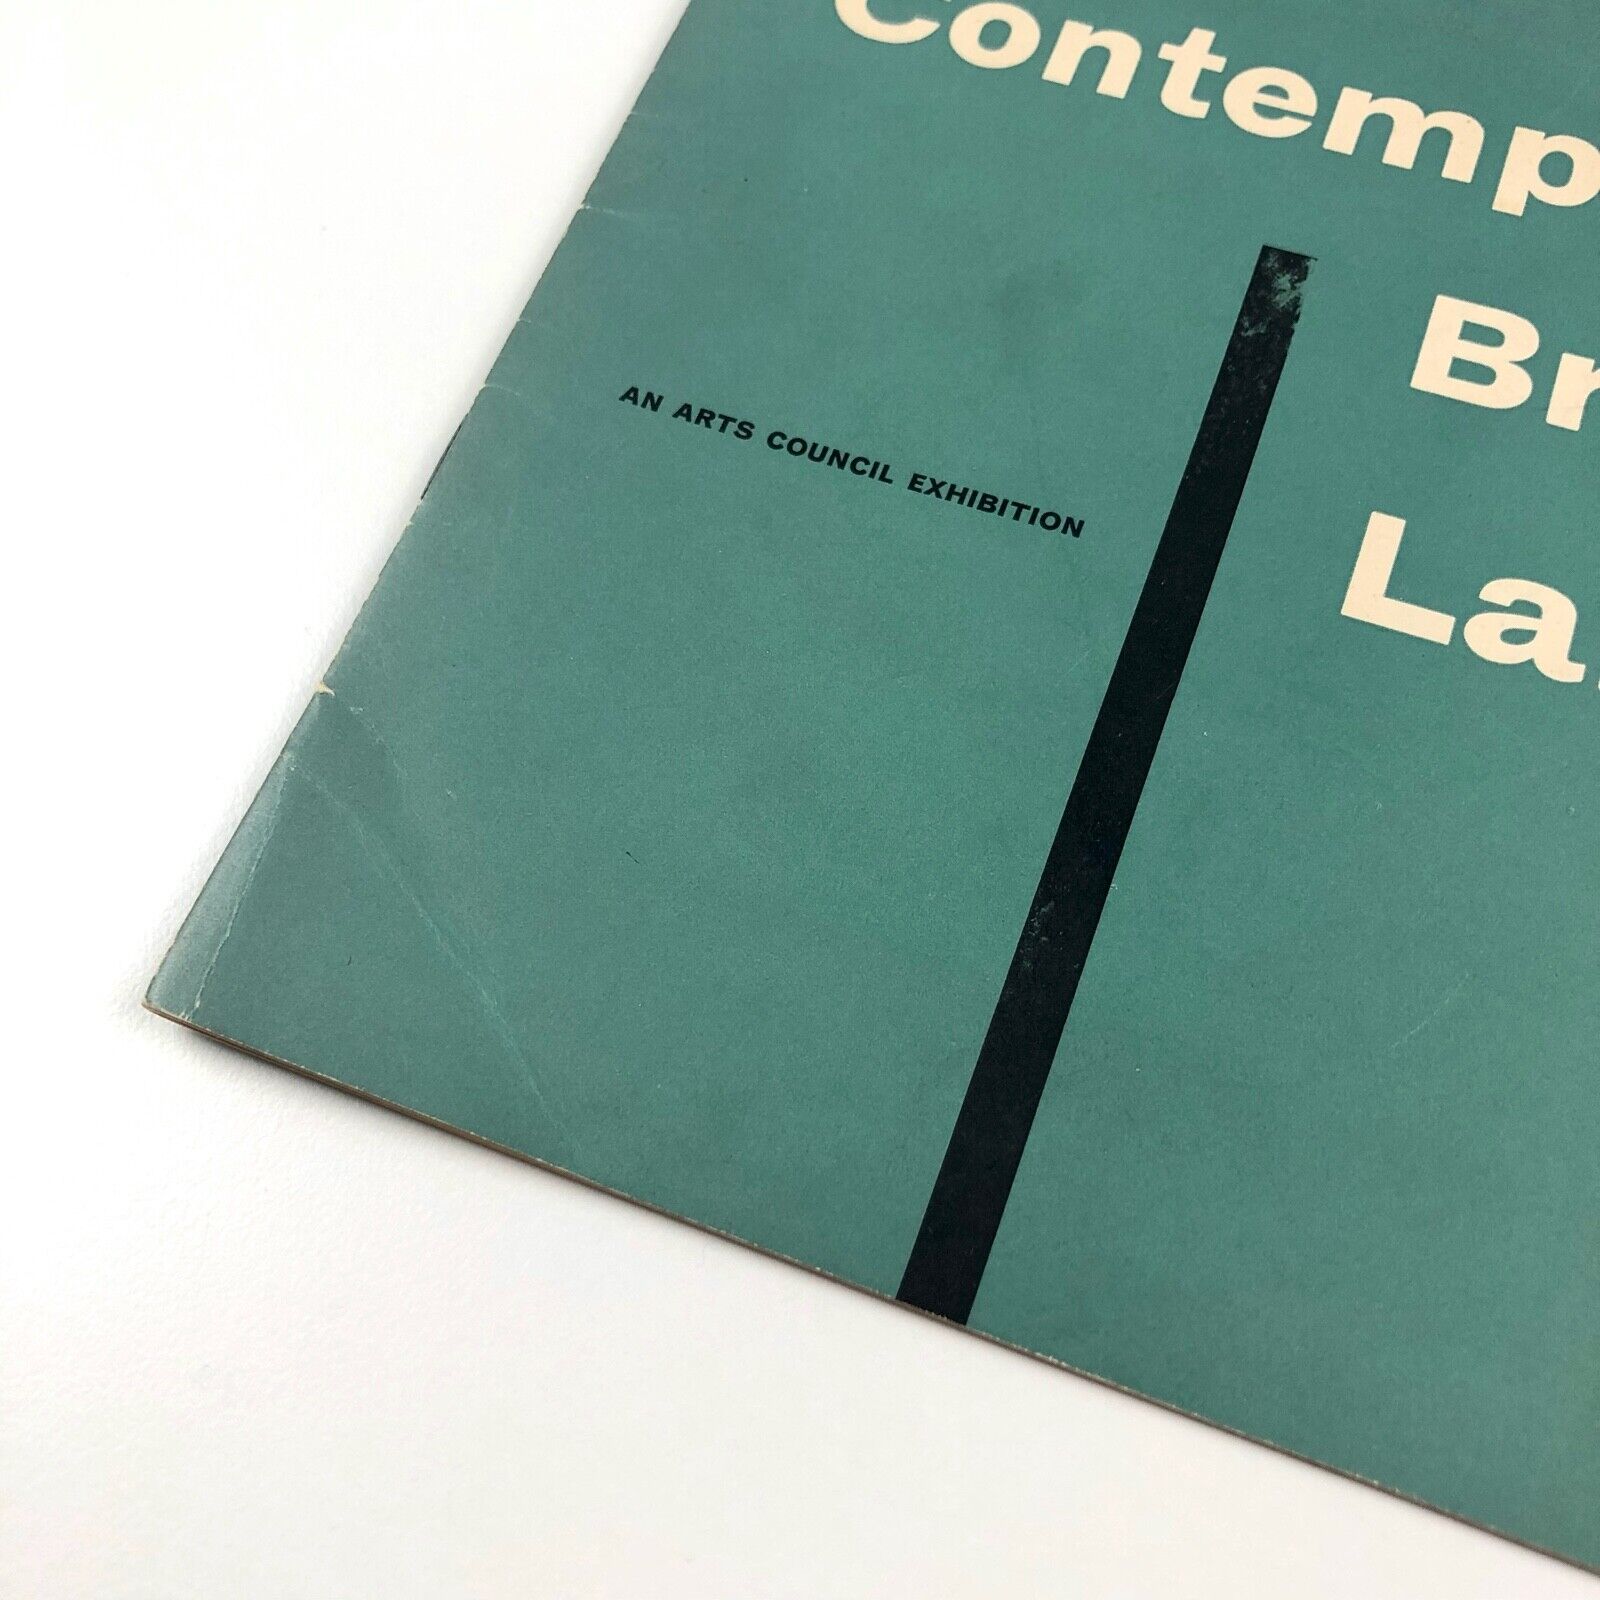 Contemp
Br
La
AN ARTS COUNCIL EXHIBITION